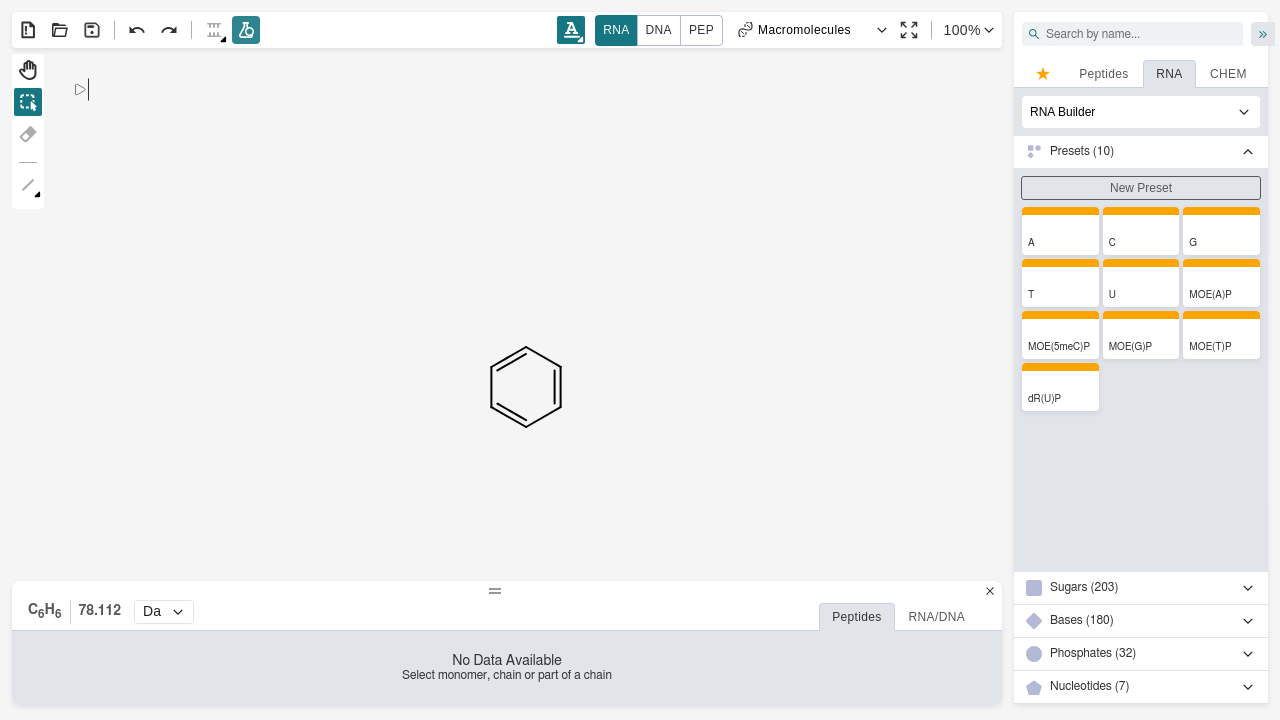 A
RNA
DNA
PEP
Macromolecules
100%
Search by name...
»
Peptides
RNA
CHEM
RNA Builder
Presets (10)
New Preset
A
C
G
T
U
MOE(A)P
MOE(5meC)P
MOE(G)P
MOE(T)P
dR(U)P
Sugars (203)
Bases (180)
Phosphates (32)
Nucleotides (7)
C6H6
78.112
Da
Peptides
RNA/DNA
No Data Available
Select monomer, chain or part of a chain